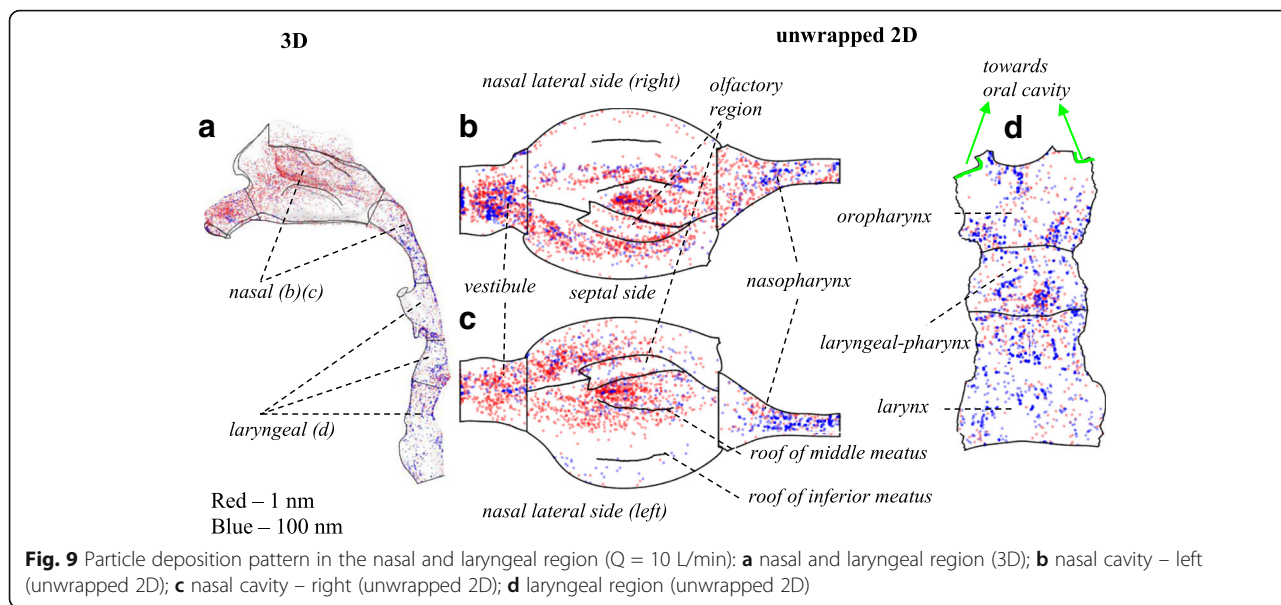 3D
unwrapped 2D
towards
oral cavity
nasal lateral side (right)
olfactory
region
a
b
d
oropharynx
nasal (b)(c)
vestibule
septal side
nasopharynx
c
laryngeal-pharynx
laryngeal (d)
larynx
roof of middle meatus
roof of inferior meatus
nasal lateral side (left)
Red – 1 nm
Blue – 100 nm
Fig. 9 Particle deposition pattern in the nasal and laryngeal region (Q = 10 L/min): a nasal and laryngeal region (3D); b nasal cavity – left
(unwrapped 2D); c nasal cavity – right (unwrapped 2D); d laryngeal region (unwrapped 2D)